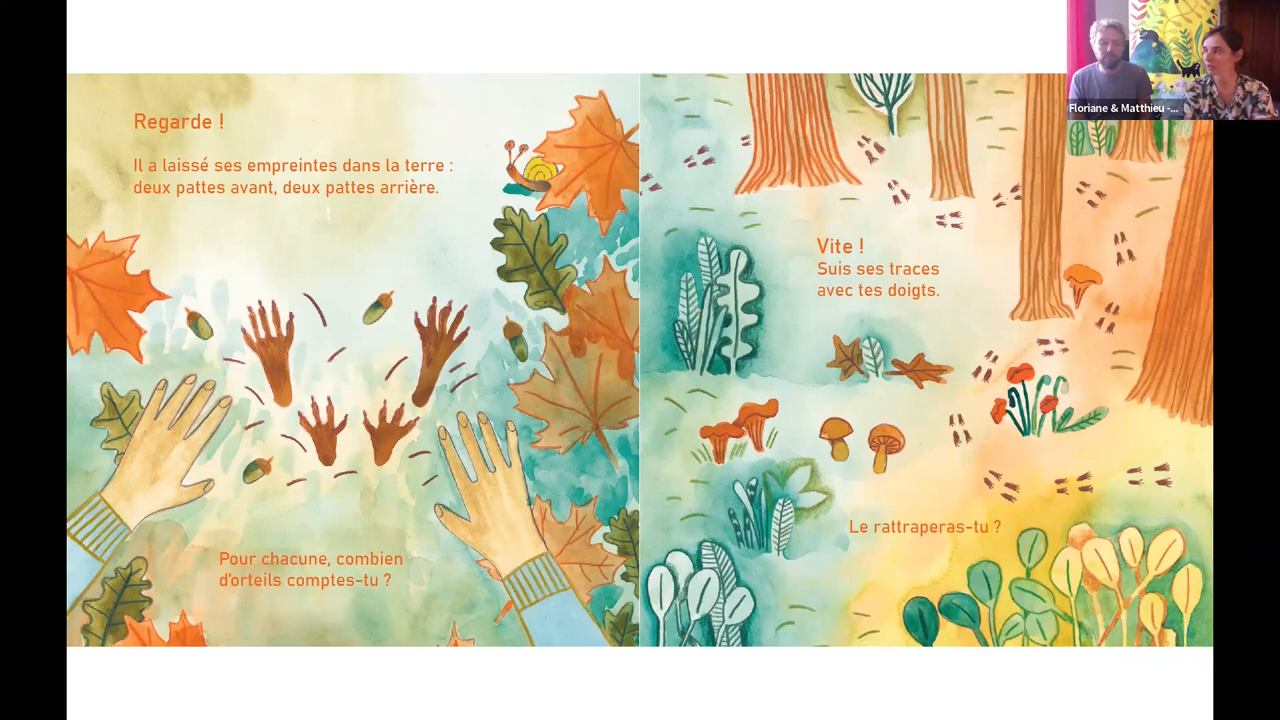 Regarde !
Il a laissé ses empreintes dans la terre :
deux pattes avant, deux pattes arrière.
Pour chacune, combien
d'orteils comptes-tu ?
Vite !
Suis ses traces
avec tes doigts.
Le rattraperas-tu ?
Floriane & Matthieu -...